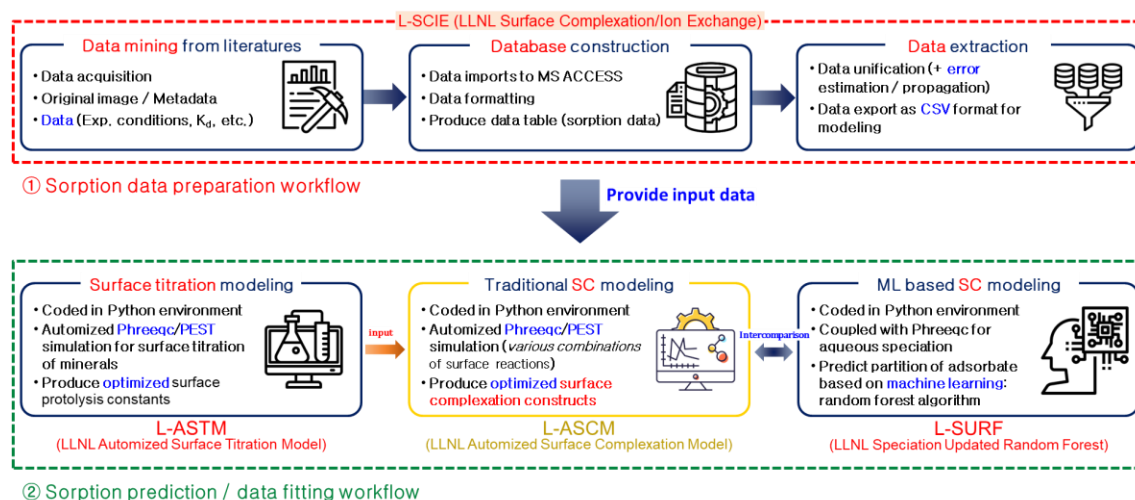 L-SCIE (LLNL Surface Complexation/Ion Exchange)
Data mining from literatures
• Data acquisition
• Original image / Metadata
• Data (Exp. conditions, Kd, etc.)
Database construction
• Data imports to MS ACCESS
• Data formatting
• Produce data table (sorption data)
Data extraction
• Data unification (+ error
estimation / propagation)
• Data export as CSV format for
modeling
① Sorption data preparation workflow
Provide input data
Surface titration modeling
• Coded in Python environment
• Automized Phreeqc/PEST
simulation for surface titration
of minerals
• Produce optimized surface
protolysis constants
L-ASTM
(LLNL Automized Surface Titration Model)
input
Traditional SC modeling
• Coded in Python environment
• Automized Phreeqc/PEST
simulation (various combinations
of surface reactions)
• Produce optimized surface
complexation constructs
L-ASCM
(LLNL Automized Surface Complexation Model)
Intercomparison
ML based SC modeling
• Coded in Python environment
• Coupled with Phreeqc for
aqueous speciation
• Predict partition of adsorbate
based on machine learning:
random forest algorithm
L-SURF
(LLNL Speciation Updated Random Forest)
② Sorption prediction / data fitting workflow